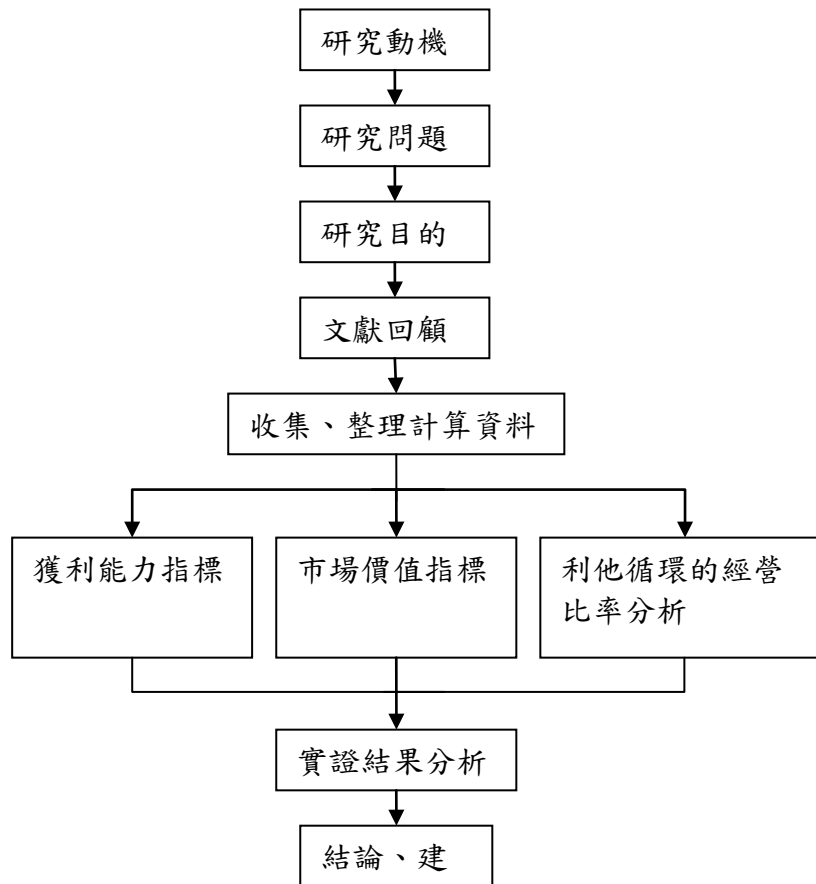 研究動機
研究問題
研究目的
文獻回顧
收集、整理計算資料
獲利能力指標
市場價值指標
利他循環的經營
比率分析
實證結果分析
結論、建